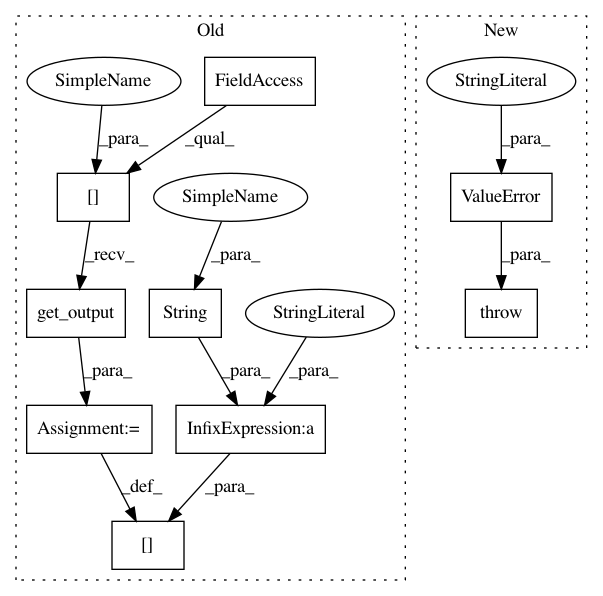 Old
New
SimpleName
FieldAccess
StringLiteral
_para_
_qual_
_para_
[]
SimpleName
ValueError
_recv_
_para_
_para_
get_output
String
StringLiteral
throw
_para_
_para_
_para_
Assignment:=
InfixExpression:a
_def_
_para_
[]